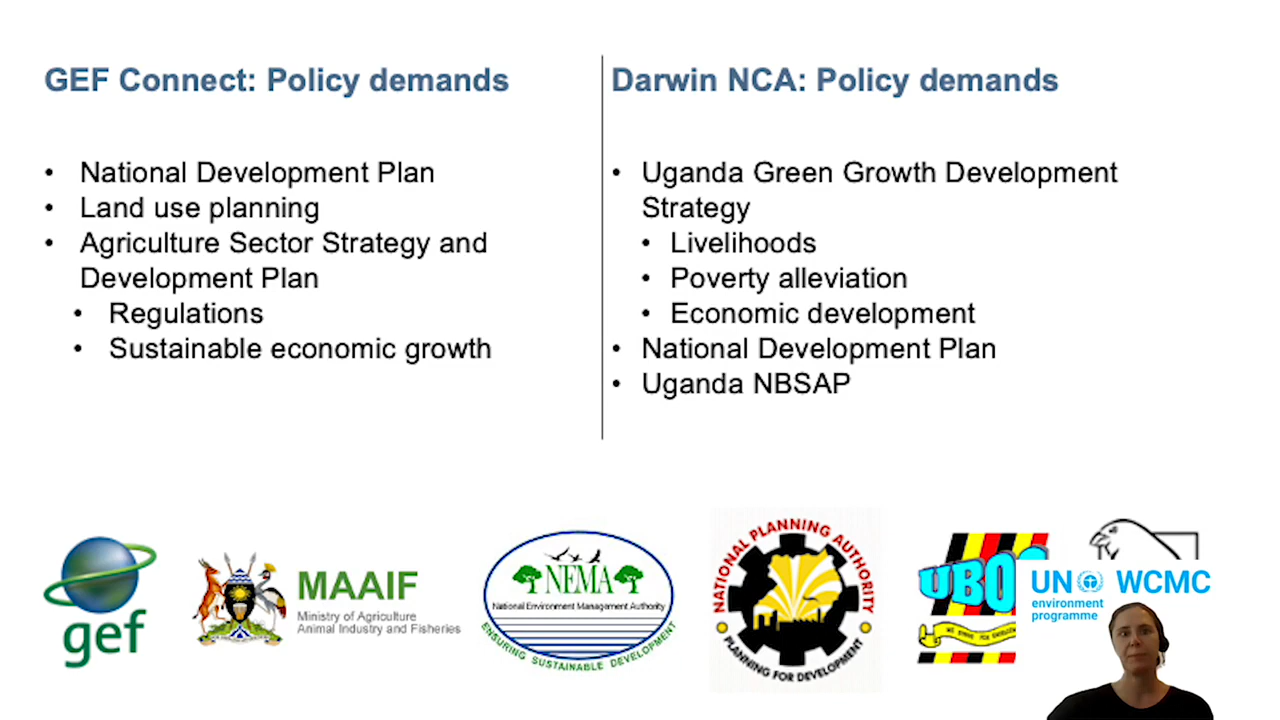 GEF Connect: Policy demands
• National Development Plan
• Land use planning
• Agriculture Sector Strategy and
Development Plan
• Regulations
• Sustainable economic growth
Darwin NCA: Policy demands
• Uganda Green Growth Development
Strategy
• Livelihoods
• Poverty alleviation
• Economic development
• National Development Plan
• Uganda NBSAP
gef
MAAIF
Ministry of Agriculture
Animal Industry and Fisheries
NEMA
National Environment Management Authority
ENSURING SUSTAINABLE DEVELOPMENT
NATIONAL PLANNING AUTHORITY
PLANNING FOR DEVELOPMENT
UBO
UN WCMC
environment
programme